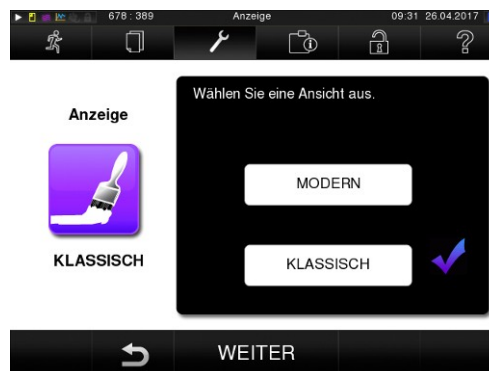 678 : 389 Anzeige 09:31 26.04.2017
Wählen Sie eine Ansicht aus.
Anzeige
MODERN
KLASSISCH
KLASSISCH
WEITER